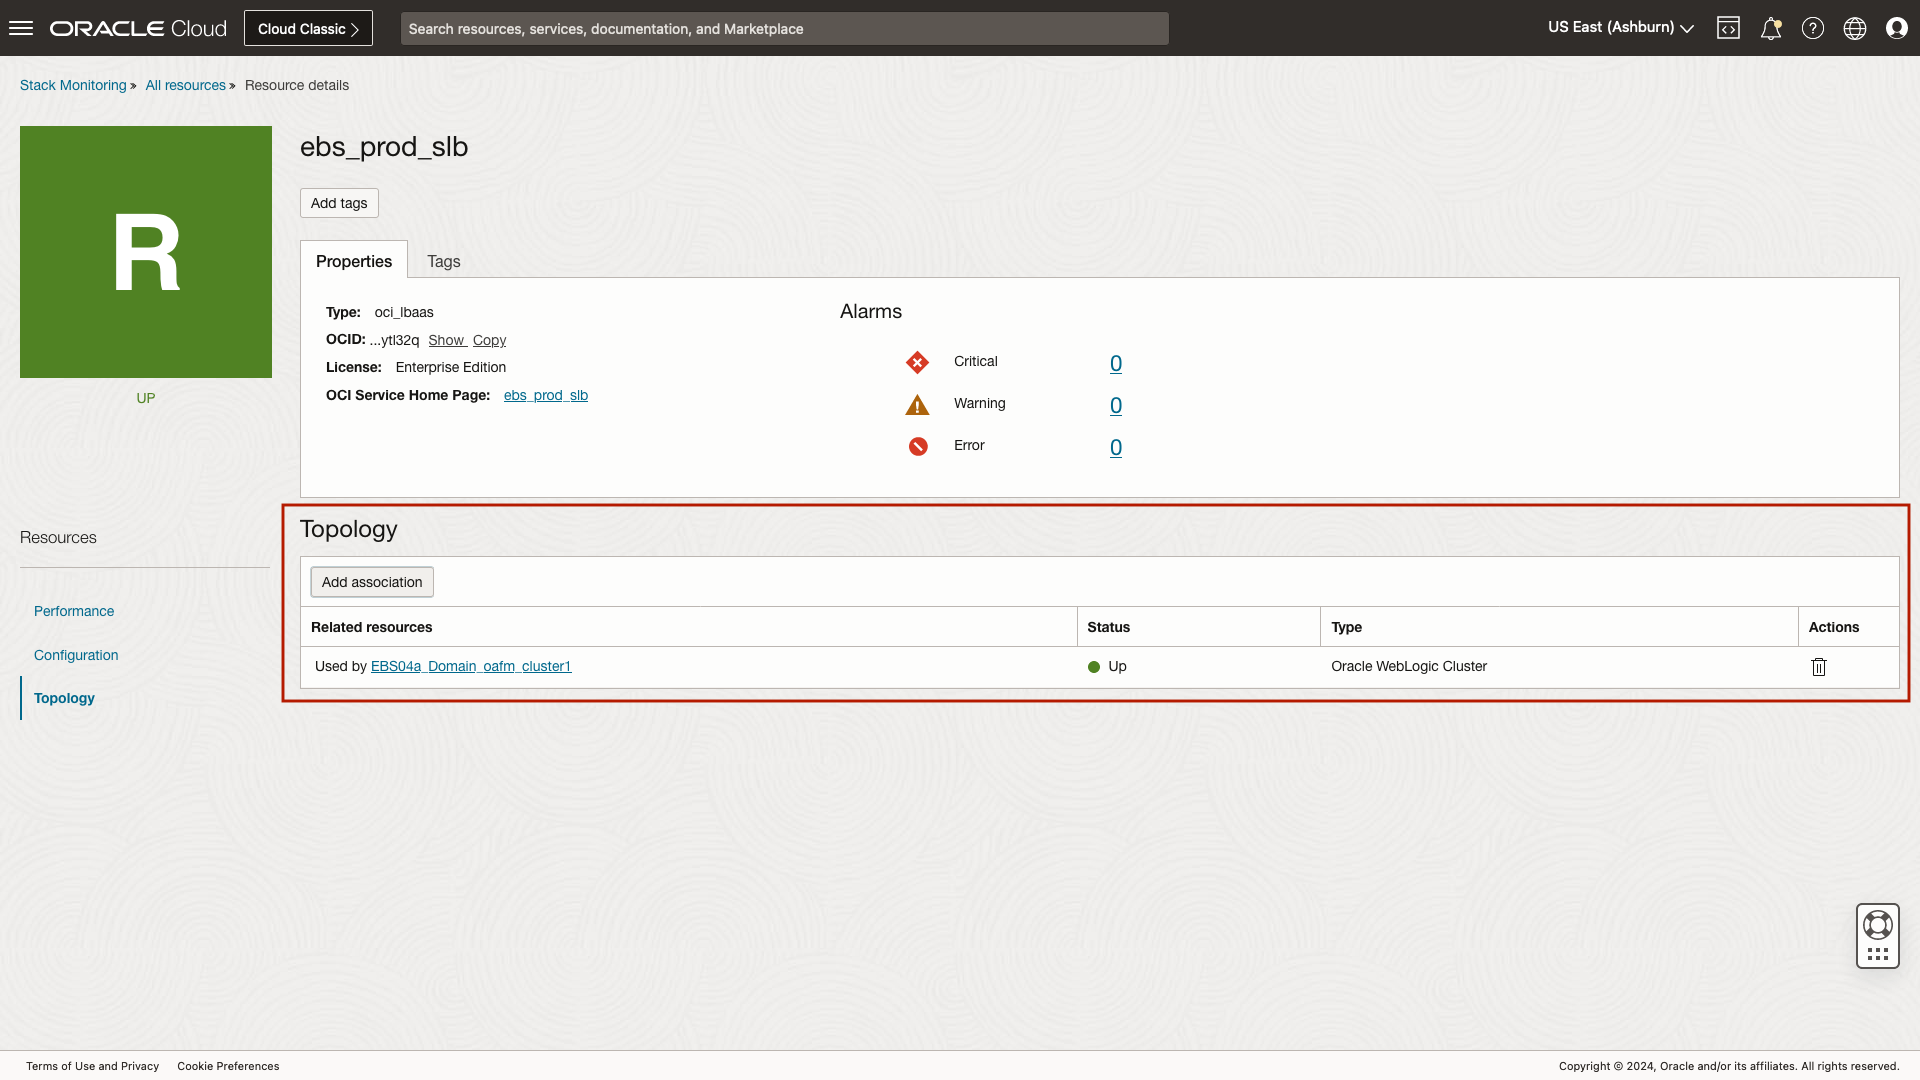 ORACLE Cloud
Cloud Classic
Search resources, services, documentation, and Marketplace
US East (Ashburn)
Stack Monitoring » All resources » Resource details
R
UP
ebs_prod_slb
Add tags
Properties
Tags
Type: oci_lbaas
OCID: ...ytl32q Show Copy
License: Enterprise Edition
OCI Service Home Page: ebs_prod_slb
Alarms
Critical 0
Warning 0
Error 0
Resources
Performance
Configuration
Topology
Topology
Add association
Related resources Status Type Actions
Used by EBS04a_Domain_oafm_cluster1 Up Oracle WebLogic Cluster
Terms of Use and Privacy Cookie Preferences
Copyright © 2024, Oracle and/or its affiliates. All rights reserved.